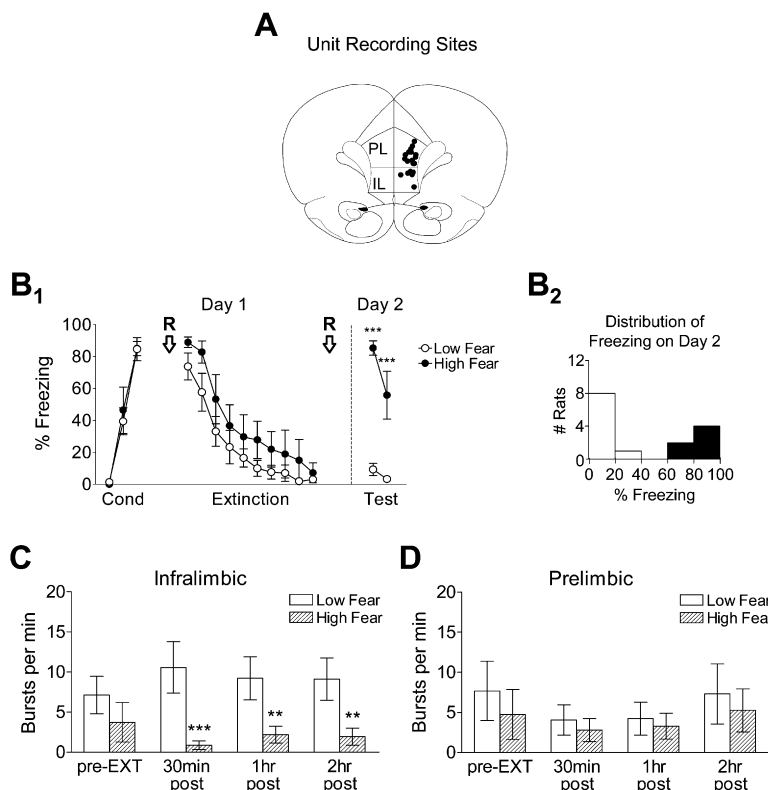 A
Unit Recording Sites
PL
IL
B1
Day 1
Day 2
R
R
100
80
60
40
20
0
% Freezing
***
***
Low Fear
High Fear
Cond
Extinction
Test
B2
Distribution of
Freezing on Day 2
12
8
4
0
# Rats
0 20 40 60 80 100
% Freezing
C
Infralimbic
20
15
10
5
0
Bursts per min
Low Fear
High Fear
***
**
**
pre-EXT
30min
post
1hr
post
2hr
post
D
Prelimbic
20
15
10
5
0
Bursts per min
Low Fear
High Fea
pre-EXT
30min
post
1hr
post
2hr
post